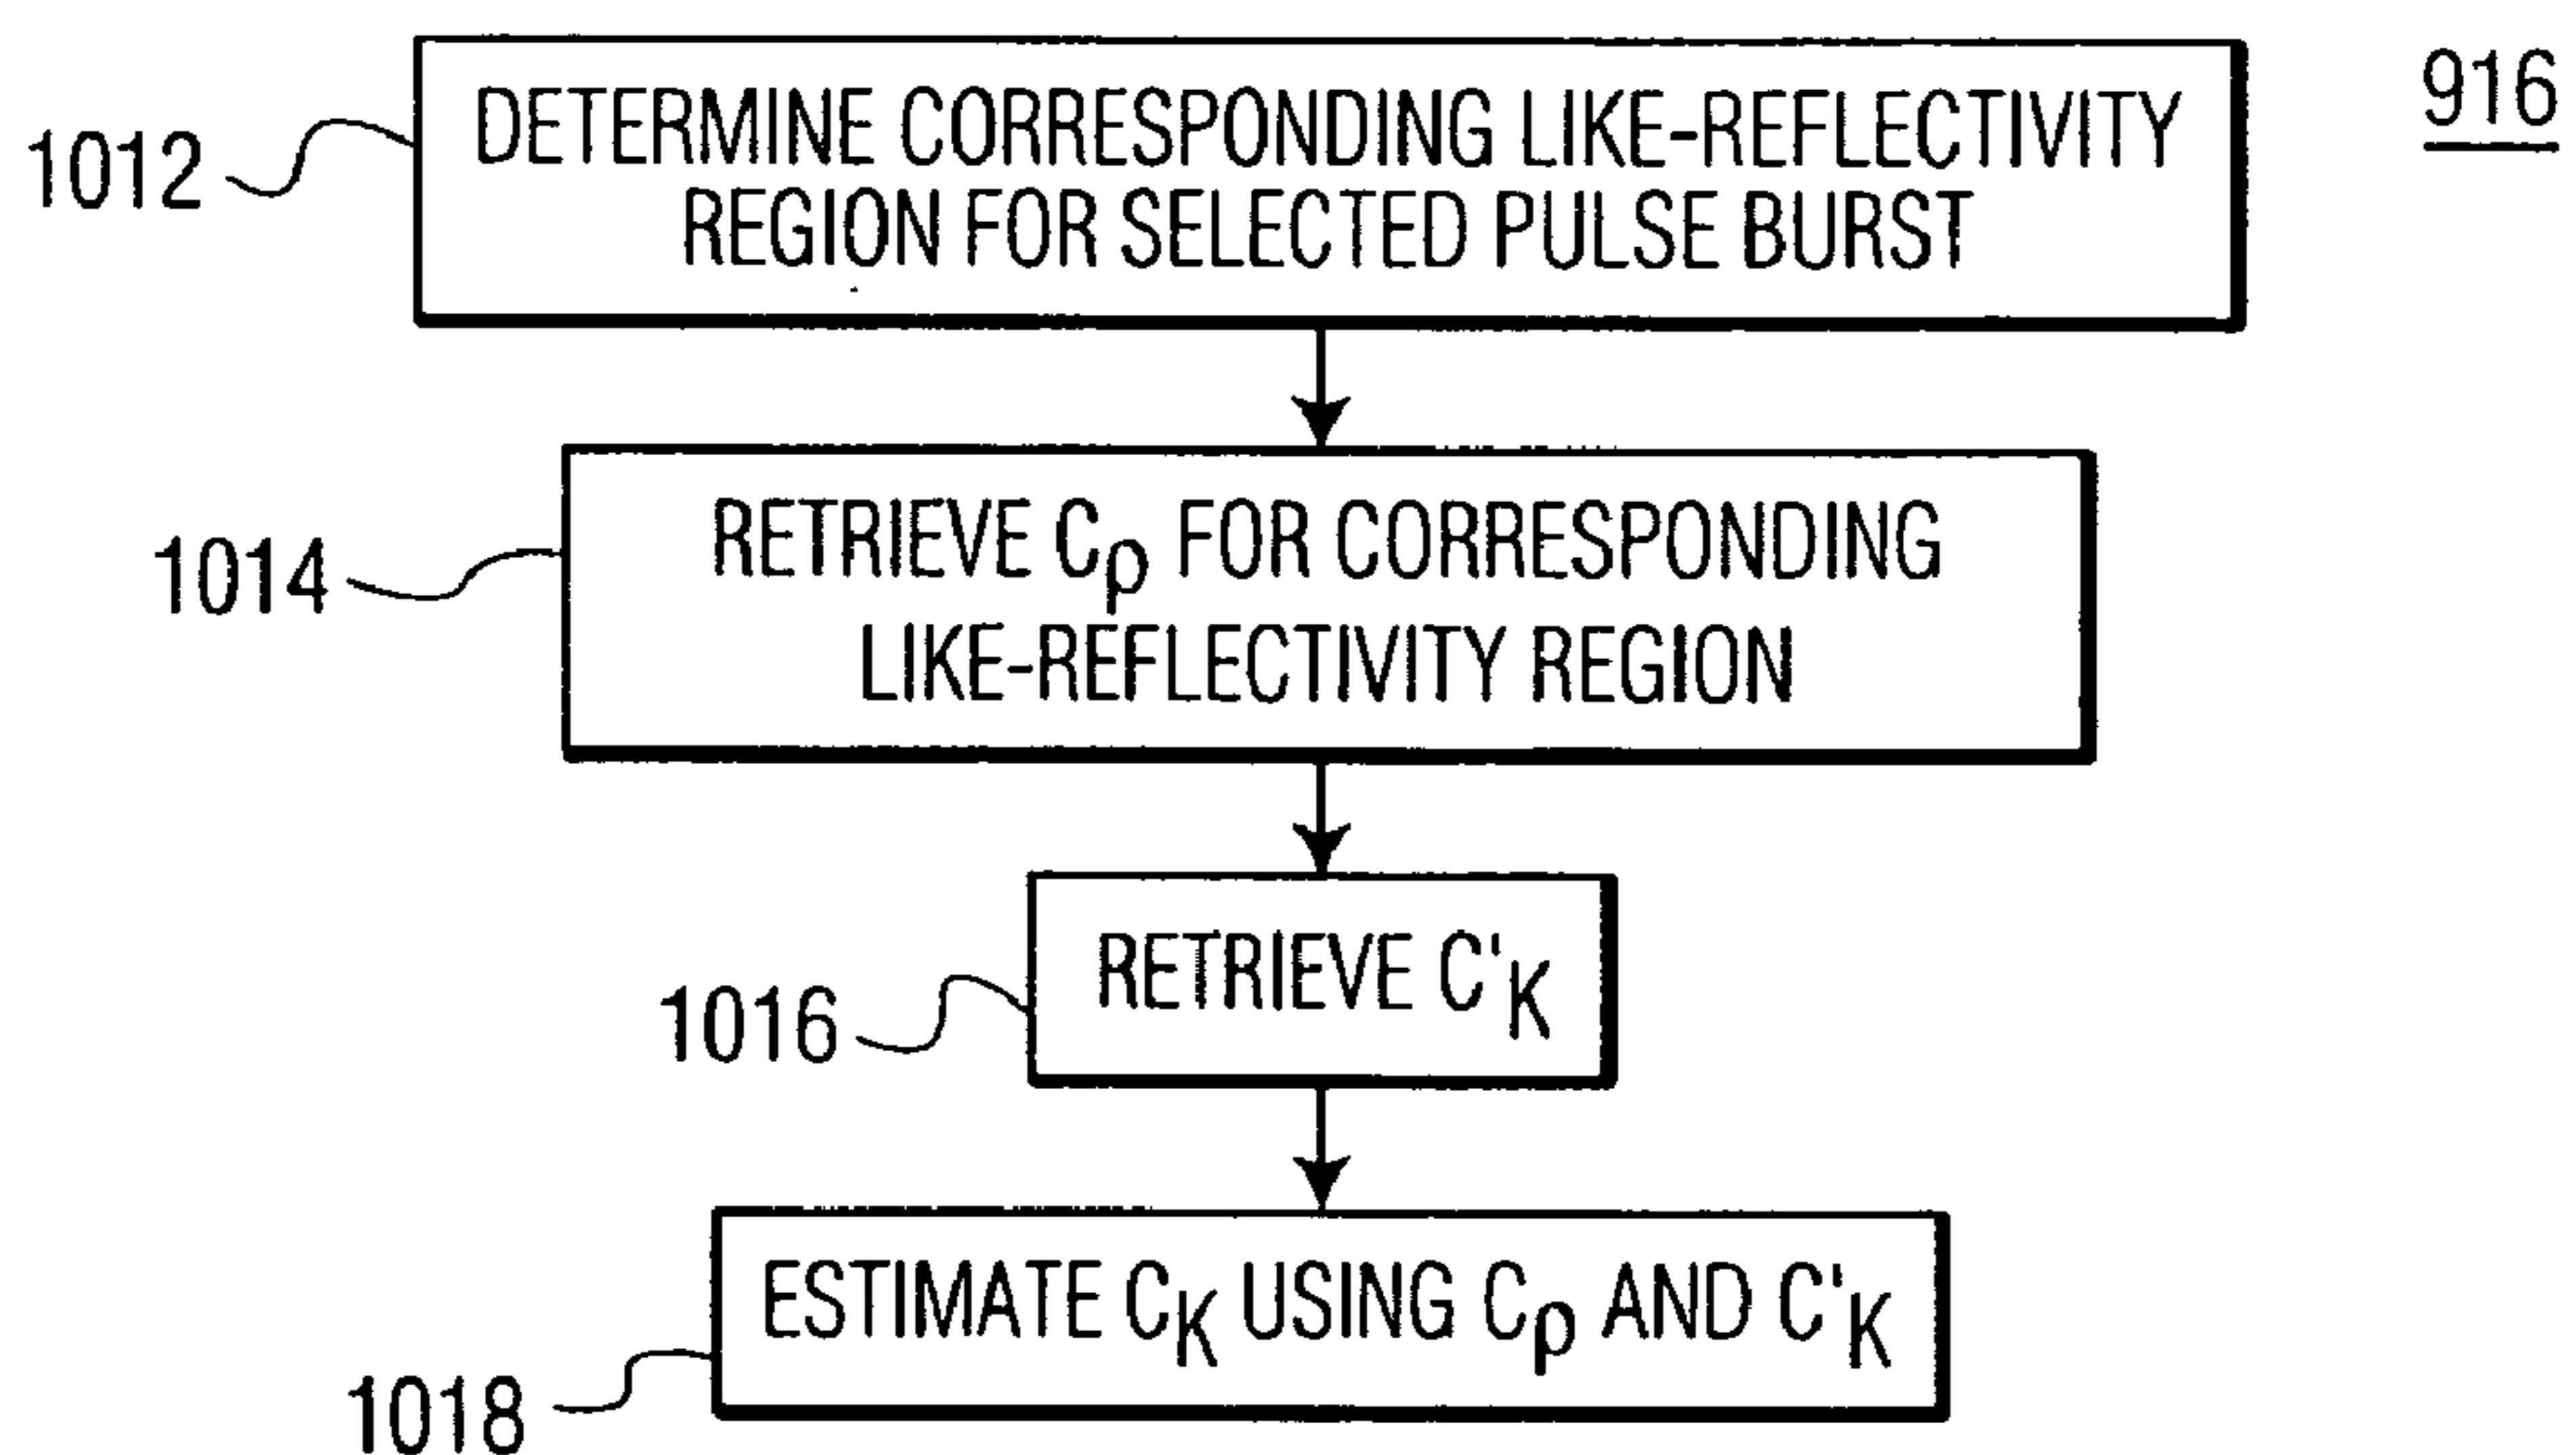 916
1012
DETERMINE CORRESPONDING LIKE-REFLECTIVITY
REGION FOR SELECTED PULSE BURST
1014
RETRIEVE Cρ FOR CORRESPONDING
LIKE-REFLECTIVITY REGION
1016
RETRIEVE C'K
1018
ESTIMATE CK USING Cρ AND C'K